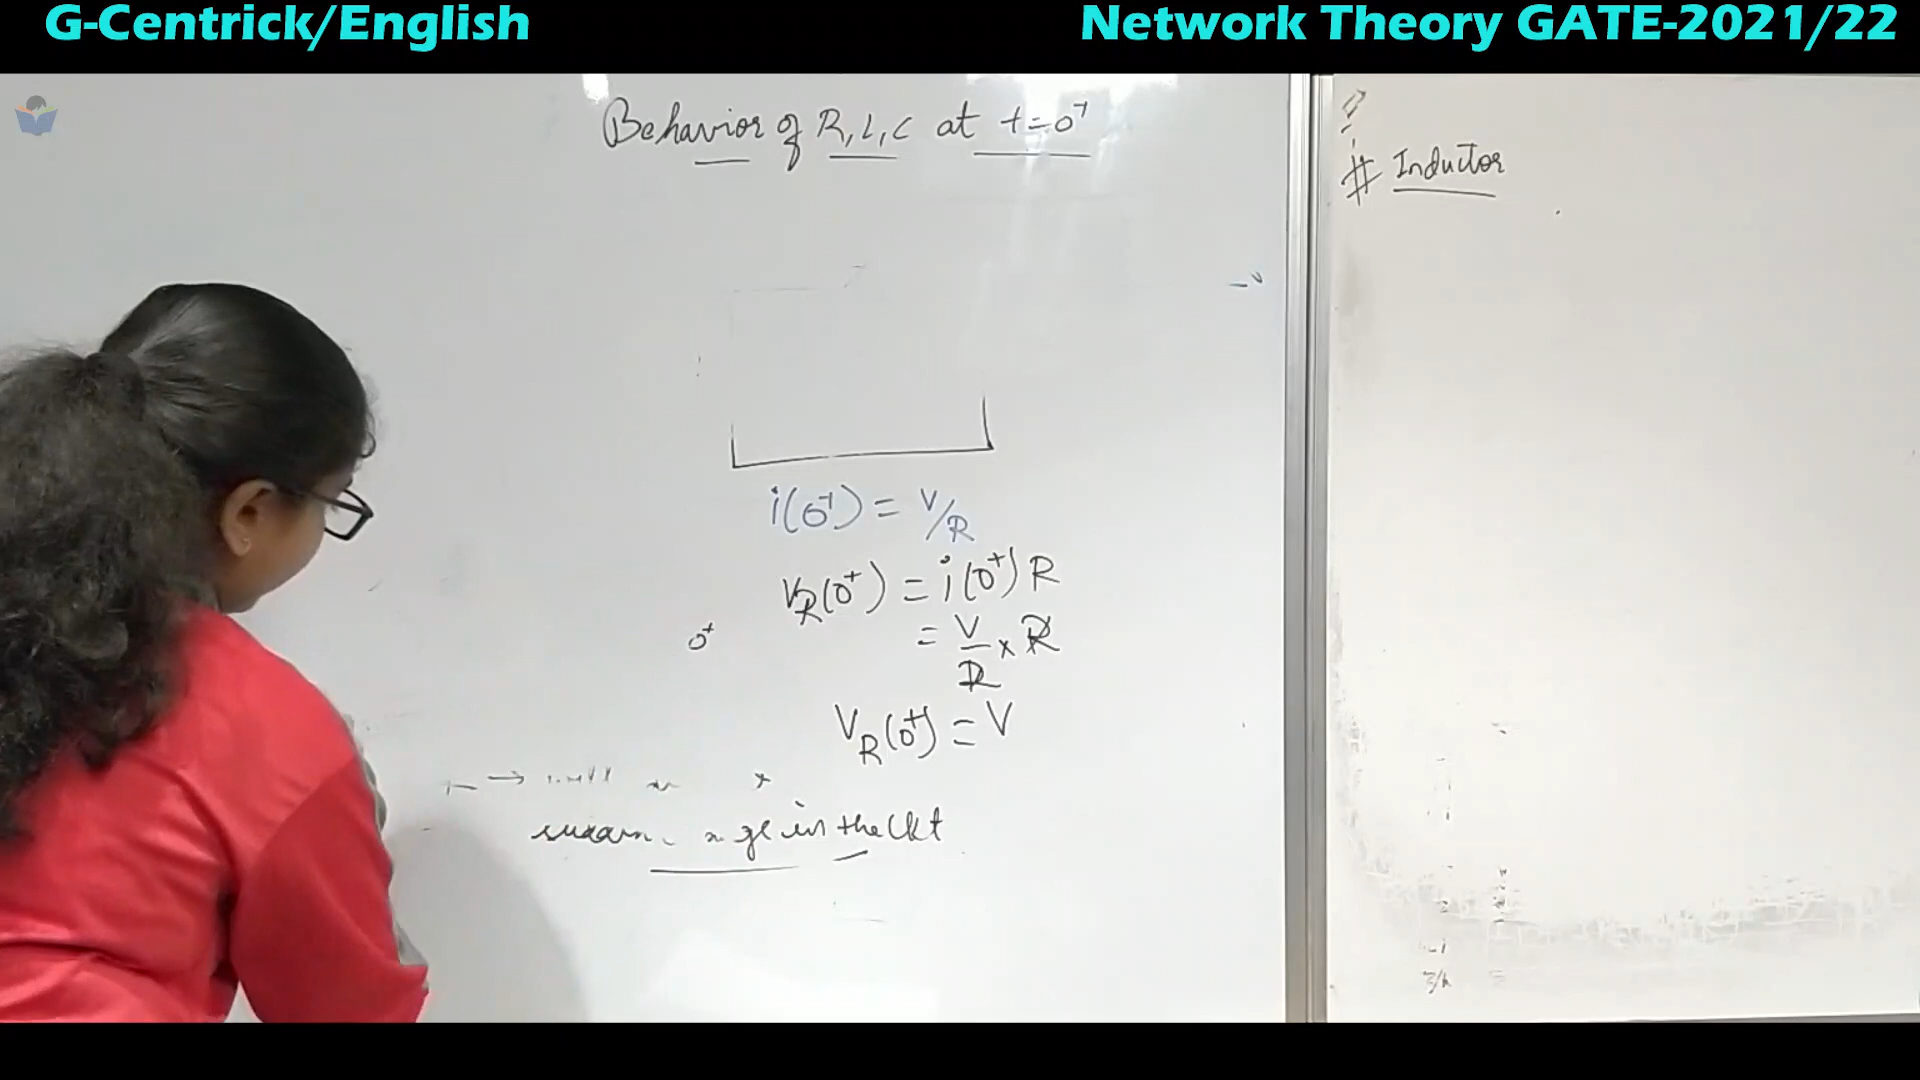 G-Centrick/English
Network Theory GATE-2021/22
Behavior of R, L, C at t=0⁺
# Inductor
i(0⁺) = V/R
V_R(0⁺) = i(0⁺) R
0⁺
= V/R × R
V_R(0⁺) = V
→
ge in the Ckt